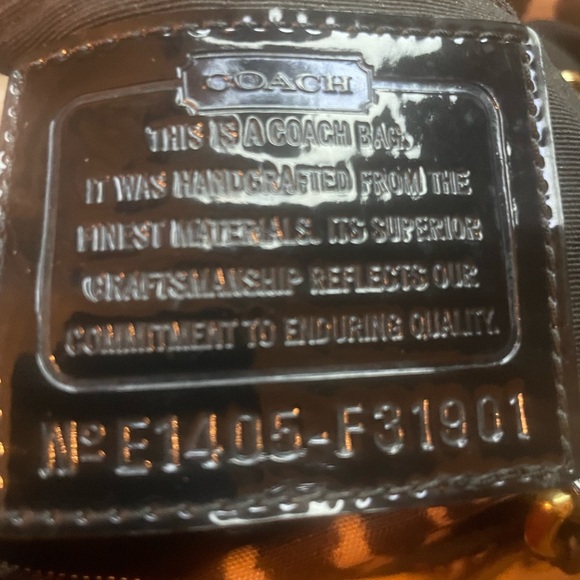 COACH
THIS IS A COACH BAG.
IT WAS HANDCRAFTED FROM THE
FINEST MATERIALS. ITS SUPERIOR
CRAFTSMANSHIP REFLECTS OUR
COMMITMENT TO ENDURING QUALITY.
Nº E1405-F31901